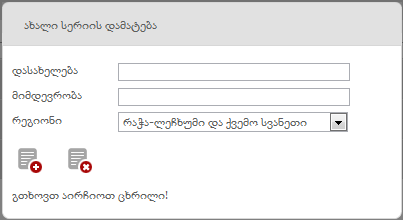 ახალი სერიის დამატება
დასახელება
მიმდევრობა
რეგიონი
რაჭა-ლეჩხუმი და ქვემო სვანეთი
გთხოვთ აირჩიოთ ცხრილი!